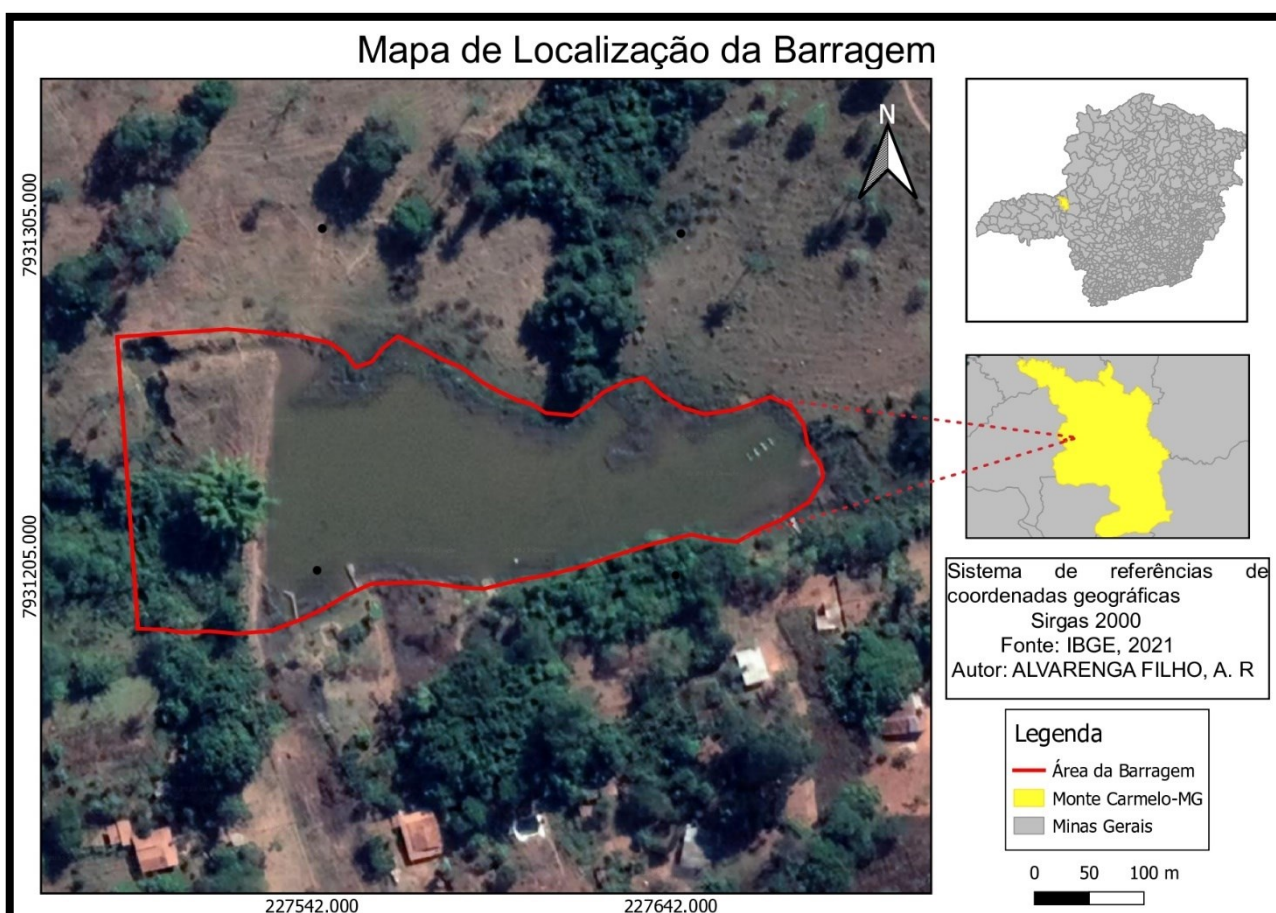 Mapa de Localização da Barragem
N
7931305.000
7931205.000
227542.000
227642.000
Sistema de referências de
coordenadas geográficas
Sirgas 2000
Fonte: IBGE, 2021
Autor: ALVARENGA FILHO, A. R
Legenda
Área da Barragem
Monte Carmelo-MG
Minas Gerais
0 50 100 m